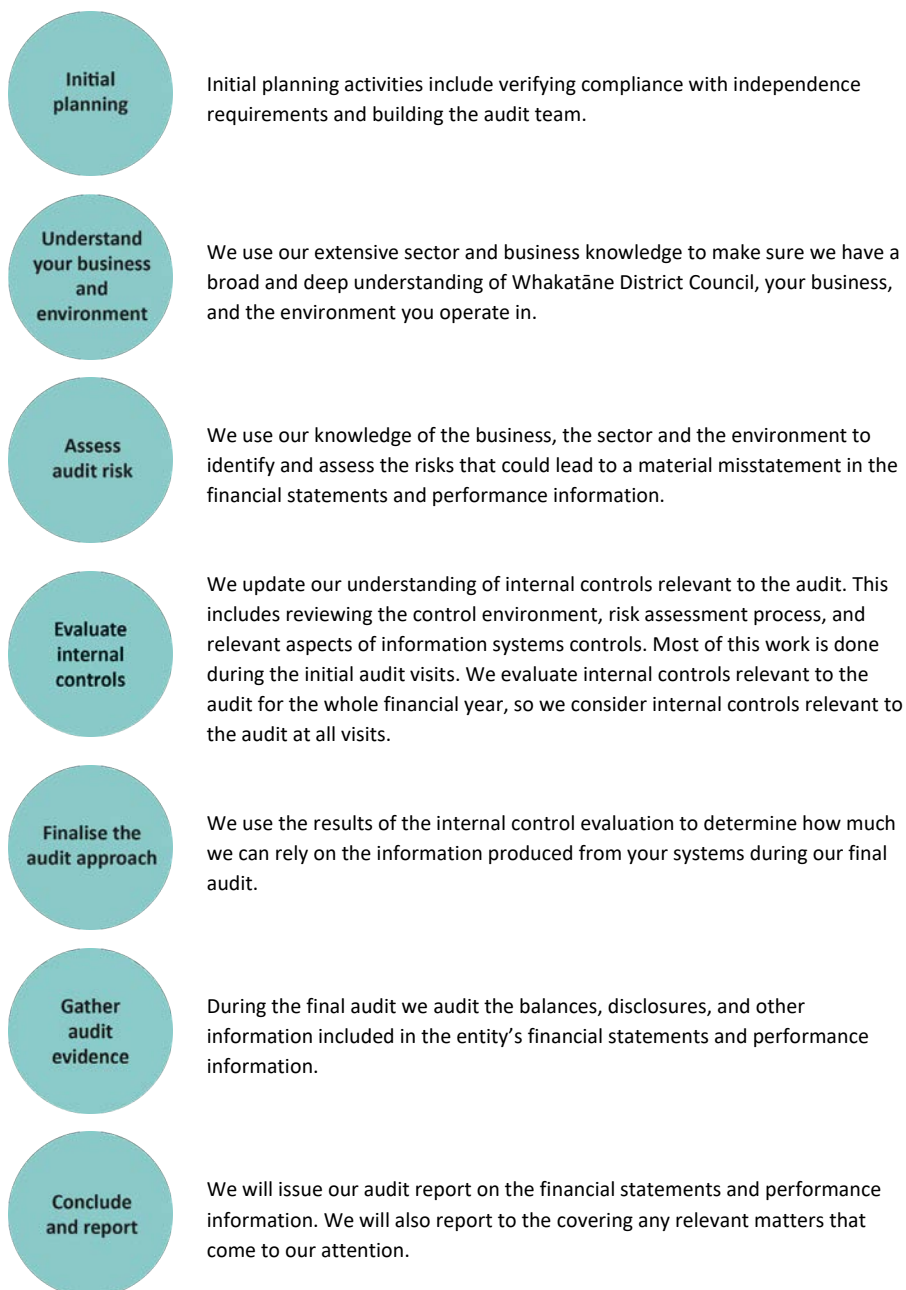 Initial
planning
Initial planning activities include verifying compliance with independence
requirements and building the audit team.
Understand
your business
and
environment
We use our extensive sector and business knowledge to make sure we have a
broad and deep understanding of Whakatāne District Council, your business,
and the environment you operate in.
Assess
audit risk
We use our knowledge of the business, the sector and the environment to
identify and assess the risks that could lead to a material misstatement in the
financial statements and performance information.
Evaluate
internal
controls
We update our understanding of internal controls relevant to the audit. This
includes reviewing the control environment, risk assessment process, and
relevant aspects of information systems controls. Most of this work is done
during the initial audit visits. We evaluate internal controls relevant to the
audit for the whole financial year, so we consider internal controls relevant to
the audit at all visits.
Finalise the
audit approach
We use the results of the internal control evaluation to determine how much
we can rely on the information produced from your systems during our final
audit.
Gather
audit
evidence
During the final audit we audit the balances, disclosures, and other
information included in the entity’s financial statements and performance
information.
Conclude
and report
We will issue our audit report on the financial statements and performance
information. We will also report to the covering any relevant matters that
come to our attention.